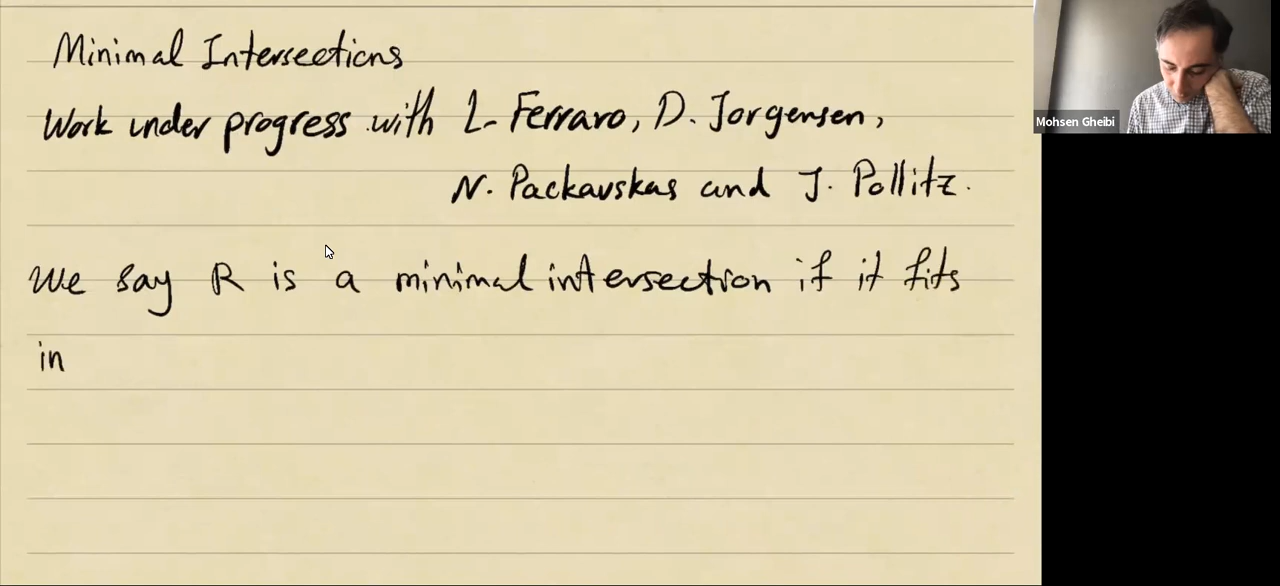 Minimal Intersections
Work under progress with L. Ferraro, D. Jorgensen,
N. Packauskas and J. Pollitz.
We say R is a minimal intersection if it fits
in
Mohsen Gheibi